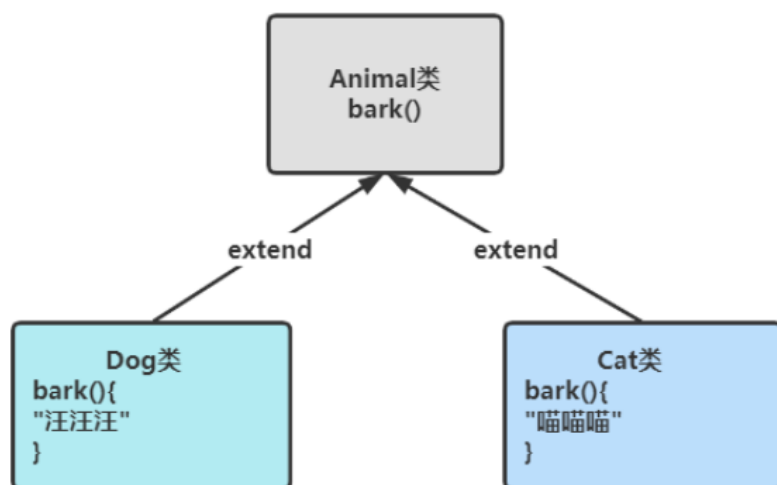 Animal类
bark()
extend
extend
Dog类
bark(){
"汪汪汪"
}
Cat类
bark(){
"喵喵喵"
}